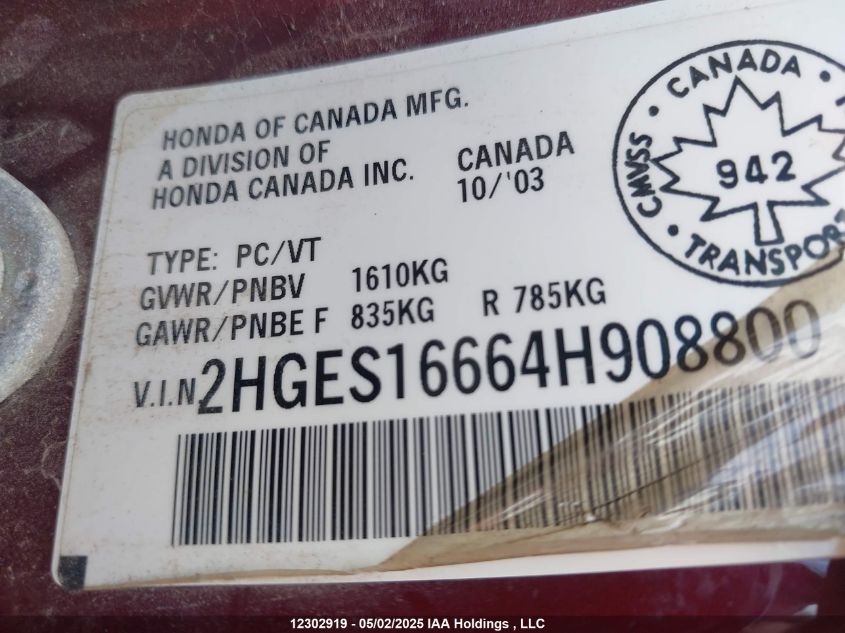 HONDA OF CANADA MFG.
A DIVISION OF
HONDA CANADA INC.
CANADA
10/'03
CANADA
CMVSS
942
TRANSPORT
TYPE: PC/VT
GVWR/PNBV 1610KG
GAWR/PNBE F 835KG R 785KG
V.I.N 2HGES16664H908800
12302919 - 05/02/2025 IAA Holdings , LLC